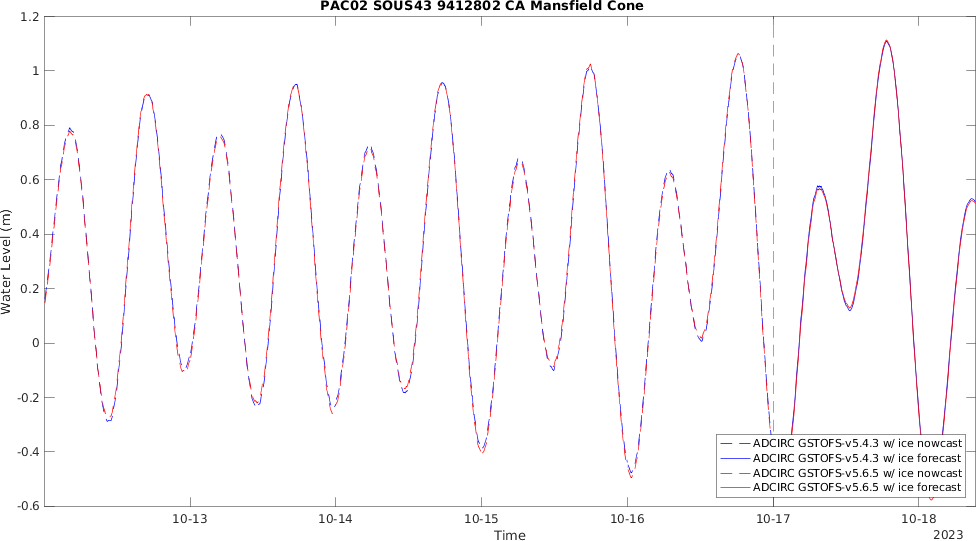 PAC02 SOUS43 9412802 CA Mansfield Cone
1.2
1
0.8
0.6
0.4
0.2
0
-0.2
-0.4
-0.6
Water Level (m)
10-13
10-14
10-15
10-16
10-17
10-18
Time
2023
ADCIRC GSTOFS-v5.4.3 w/ ice nowcast
ADCIRC GSTOFS-v5.4.3 w/ ice forecast
ADCIRC GSTOFS-v5.6.5 w/ ice nowcast
ADCIRC GSTOFS-v5.6.5 w/ ice forecast